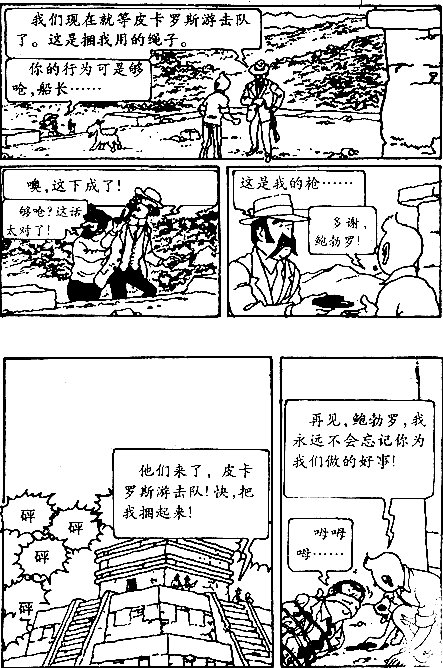 我们现在就等皮卡罗斯游击队
了。这是捆我用的绳子。
你的行为可是够
呛,船长……
噢,这下成了!
够呛?这话
太对了!
这是我的枪……
多谢,
鲍勃罗!
他们来了,皮卡
罗斯游击队!快,把
我捆起来!
砰
砰
砰
砰
再见,鲍勃罗,我
永远不会忘记你为
我们做的好事!
呣呣
呣……